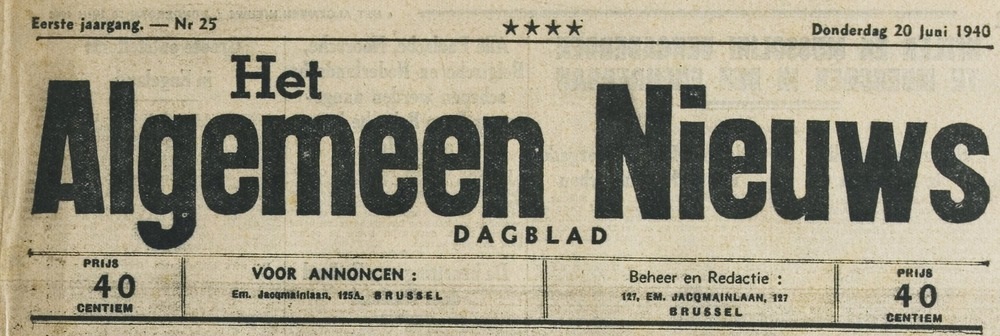 Eerste jaargang. — Nr 25 ★★★★ Donderdag 20 Juni 1940
Het
Algemeen Nieuws
DAGBLAD
PRIJS
40
CENTIEM
VOOR ANNONCEN :
Em. Jacqmainlaan, 125A. BRUSSEL
Beheer en Redactie :
127, EM. JACQMAINLAAN, 127
BRUSSEL
PRIJS
40
CENTIEM